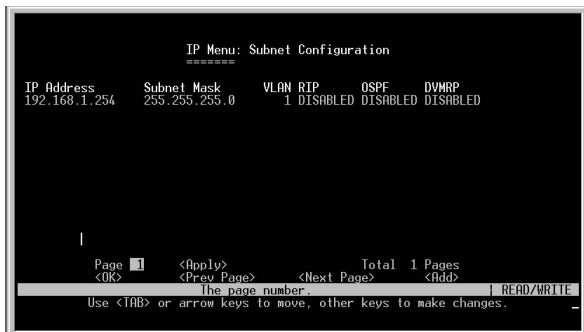 IP Menu: Subnet Configuration
=======
IP Address Subnet Mask VLAN RIP OSPF DVMRP
192.168.1.254 255.255.255.0 1 DISABLED DISABLED DISABLED
Page 1 <Apply> Total 1 Pages
<OK> <Prev Page> <Next Page> <Add>
The page number. | READ/WRITE
Use <TAB> or arrow keys to move, other keys to make changes.